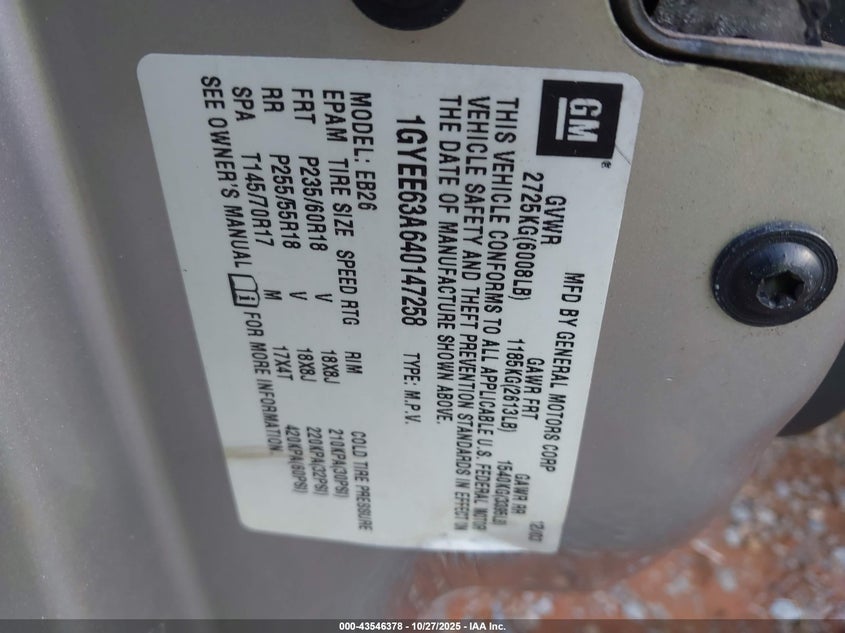 GM
MFD BY GENERAL MOTORS CORP 12/03
GVWR GAWR FRT GAWR RR
2725KG(6008LB) 1185KG(2613LB) 1540KG(3395LB)
THIS VEHICLE CONFORMS TO ALL APPLICABLE U.S. FEDERAL MOTOR
VEHICLE SAFETY AND THEFT PREVENTION STANDARDS IN EFFECT ON
THE DATE OF MANUFACTURE SHOWN ABOVE.
1GYEE63A640147258 TYPE: M.P.V.
MODEL: EB26
EPAM TIRE SIZE SPEED RTG RIM COLD TIRE PRESSURE
FRT P235/60R18 V 18X8J 210KPA(30PSI)
RR P255/55R18 V 18X8J 220KPA(32PSI)
SPA T145/70R17 M 17X4T 420KPA(60PSI)
SEE OWNER'S MANUAL FOR MORE INFORMATION.
000-43546378 - 10/27/2025 - IAA Inc.